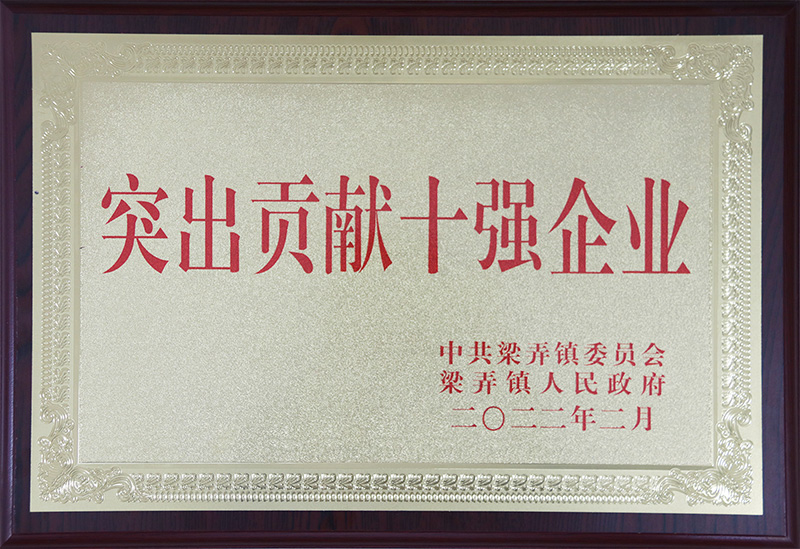 突出贡献十强企业
中共梁弄镇委员会
梁弄镇人民政府
二〇二二年二月